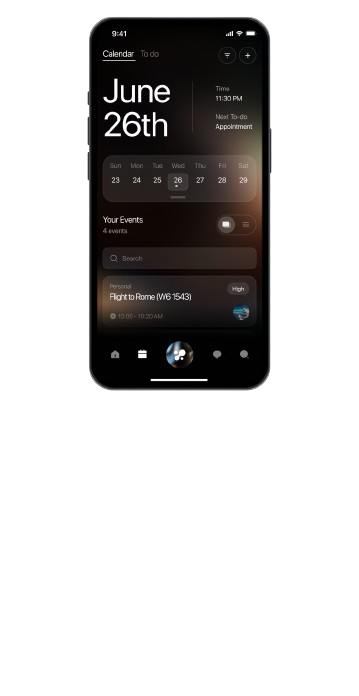 9:41
Calendar To do
June
26th
Time
11:30 PM
Next To-do
Appointment
Sun Mon Tue Wed Thu Fri Sat
23 24 25 26 27 28 29
Your Events
4 events
Search
Personal
High
Flight to Rome (W6 1543)
10:05 - 10:20 AM